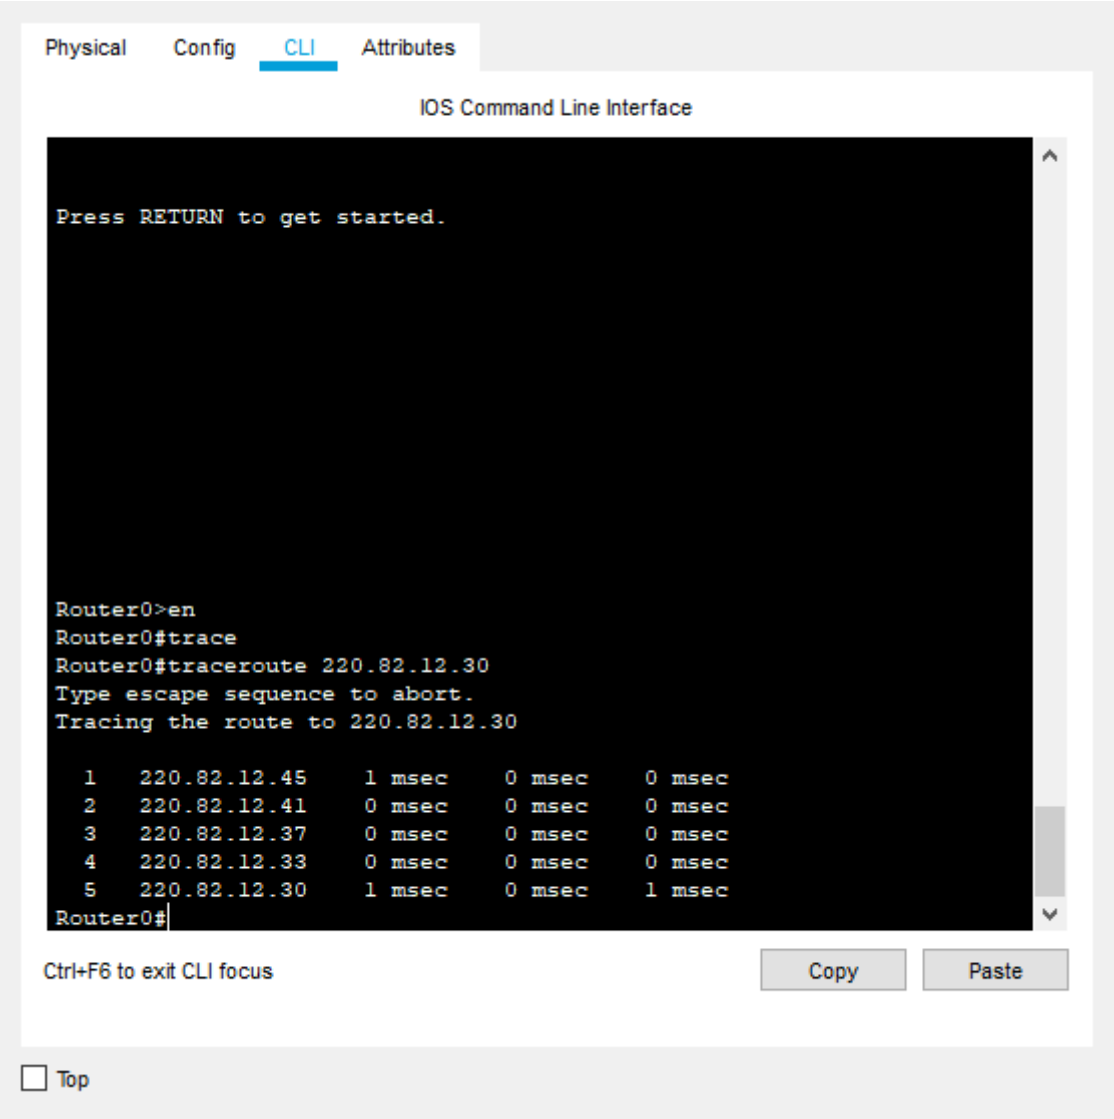 Physical Config CLI Attributes
IOS Command Line Interface
Press RETURN to get started.
Router0>en
Router0#trace
Router0#traceroute 220.82.12.30
Type escape sequence to abort.
Tracing the route to 220.82.12.30
1 220.82.12.45 1 msec 0 msec 0 msec
2 220.82.12.41 0 msec 0 msec 0 msec
3 220.82.12.37 0 msec 0 msec 0 msec
4 220.82.12.33 0 msec 0 msec 0 msec
5 220.82.12.30 1 msec 0 msec 1 msec
Router0#
Ctrl+F6 to exit CLI focus Copy Paste
Top